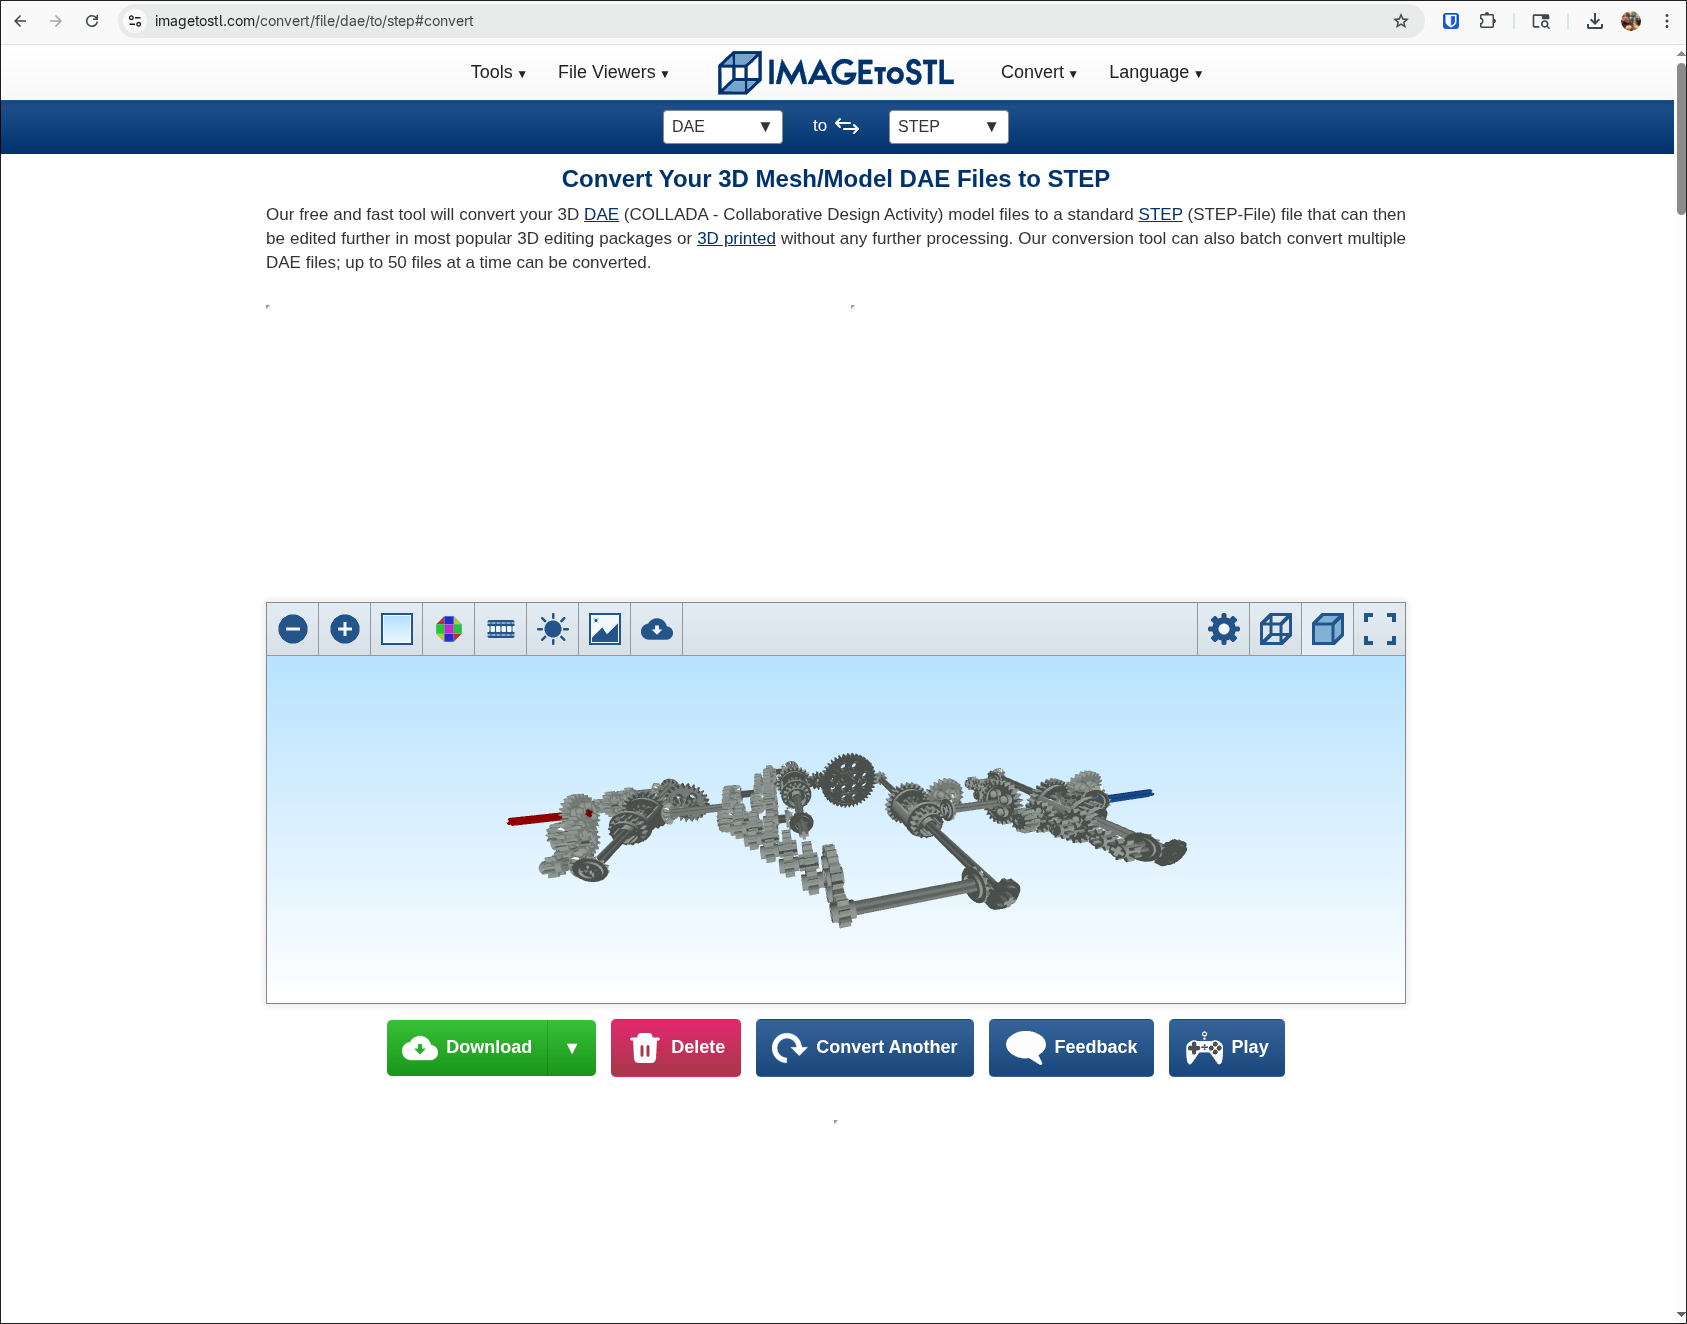 imagetostl.com/convert/file/dae/to/step#convert
Tools ▼ File Viewers ▼ IMAGEtoSTL Convert ▼ Language ▼
DAE ▼ to STEP ▼
Convert Your 3D Mesh/Model DAE Files to STEP
Our free and fast tool will convert your 3D DAE (COLLADA - Collaborative Design Activity) model files to a standard STEP (STEP-File) file that can then
be edited further in most popular 3D editing packages or 3D printed without any further processing. Our conversion tool can also batch convert multiple
DAE files; up to 50 files at a time can be converted.
Download ▼ Delete Convert Another Feedback Play